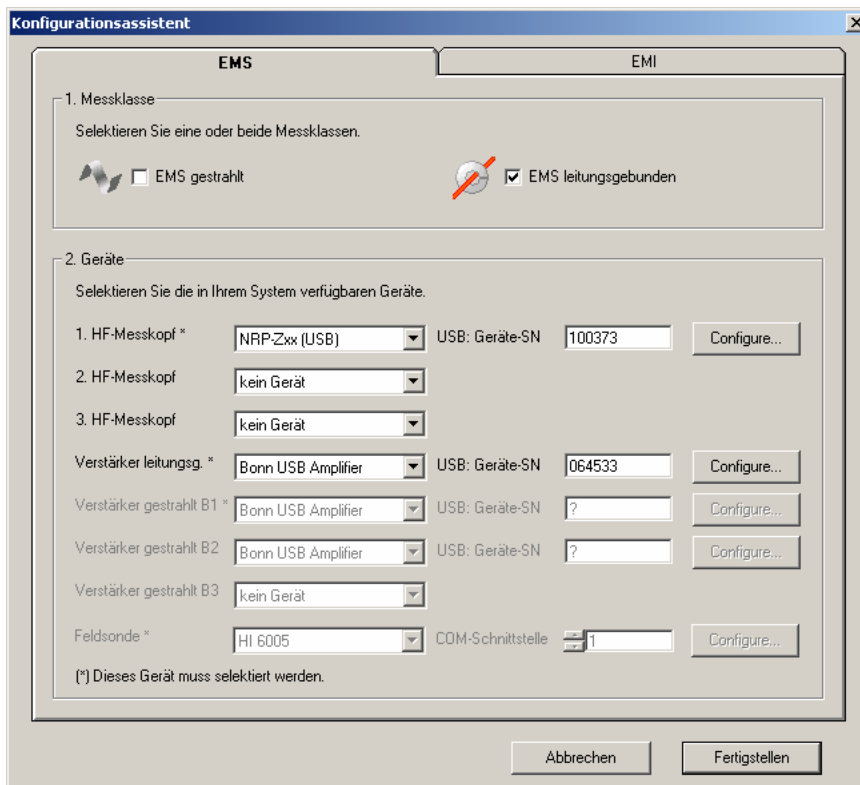 Konfigurationsassistent
EMS EMI
1. Messklasse
Selektieren Sie eine oder beide Messklassen.
EMS gestrahlt EMS leitungsgebunden
2. Geräte
Selektieren Sie die in Ihrem System verfügbaren Geräte.
1. HF-Messkopf * NRP-Zxx (USB) USB: Geräte-SN 100373 Configure...
2. HF-Messkopf kein Gerät
3. HF-Messkopf kein Gerät
Verstärker leitungsg. * Bonn USB Amplifier USB: Geräte-SN 064533 Configure...
Verstärker gestrahlt B1 * Bonn USB Amplifier USB: Geräte-SN ? Configure...
Verstärker gestrahlt B2 Bonn USB Amplifier USB: Geräte-SN ? Configure...
Verstärker gestrahlt B3 kein Gerät
Feldsonde * HI 6005 COM-Schnittstelle 1 Configure...
(*) Dieses Gerät muss selektiert werden.
Abbrechen Fertigstellen